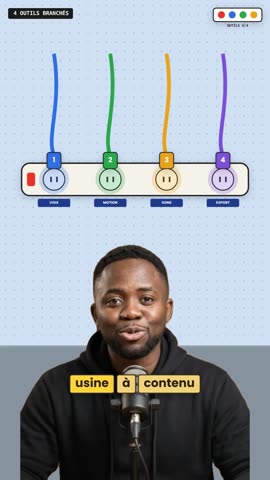 4 OUTILS BRANCHÉS
OUTILS 4/4
1 2 3 4
VOIX MOTION SONS EXPORT
usine à contenu